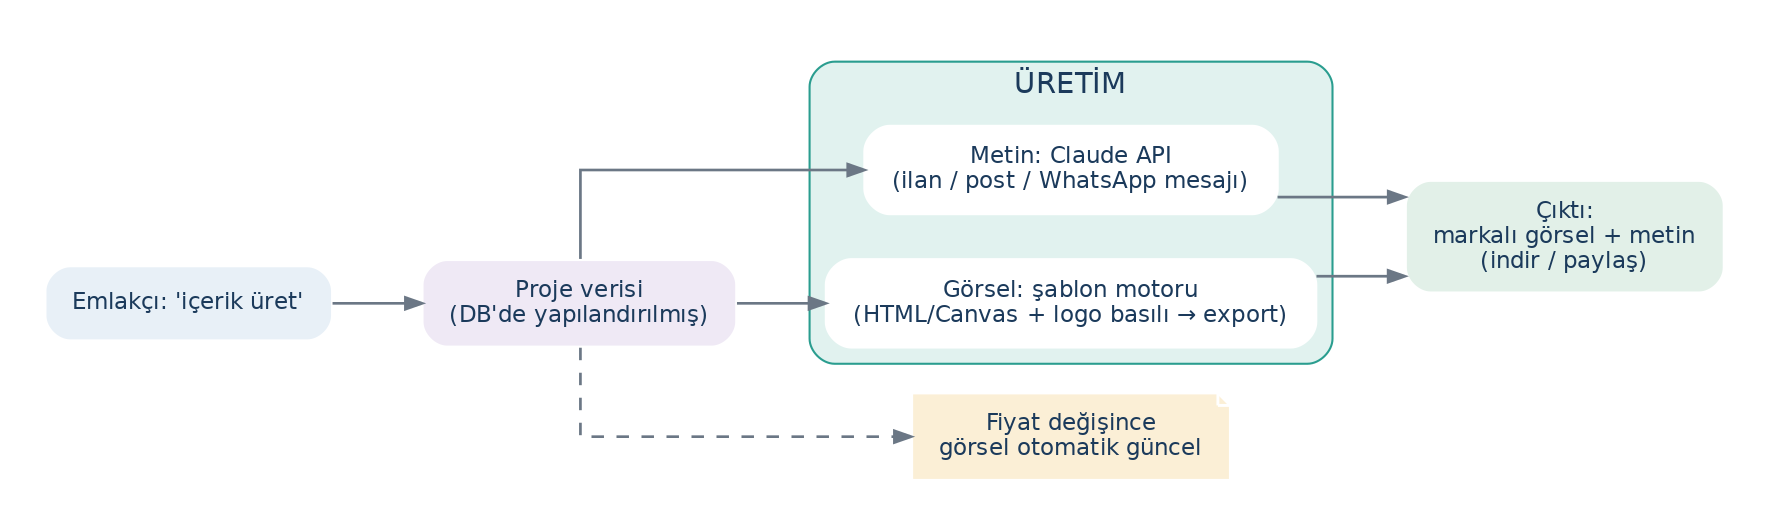 ÜRETİM
Metin: Claude API
(ilan / post / WhatsApp mesajı)
Emlakçı: 'içerik üret'
Proje verisi
(DB'de yapılandırılmış)
Görsel: şablon motoru
(HTML/Canvas + logo basılı → export)
Çıktı:
markalı görsel + metin
(indir / paylaş)
Fiyat değişince
görsel otomatik güncel